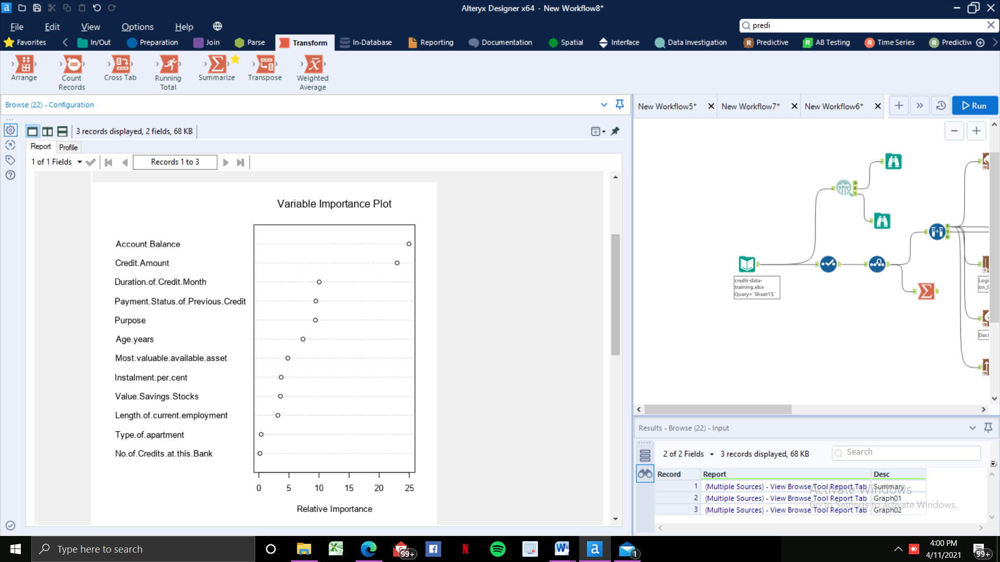 Alteryx Designer x64 - New Workflow8*
File Edit View Options Help
predi
Favorites In/Out Preparation Join Parse Transform In-Database Reporting Documentation Spatial Interface Data Investigation Predictive AB Testing Time Series Predictiv
Arrange
Count Records
Cross Tab
Running Total
Summarize
Transpose
Weighted Average
Browse (22) - Configuration
3 records displayed, 2 fields, 68 KB
Report Profile
1 of 1 Fields Records 1 to 3
Variable Importance Plot
Account.Balance
Credit.Amount
Duration.of.Credit.Month
Payment.Status.of.Previous.Credit
Purpose
Age.years
Most.valuable.available.asset
Instalment.per.cent
Value.Savings.Stocks
Length.of.current.employment
Type.of.apartment
No.of.Credits.at.this.Bank
0 5 10 15 20 25
Relative Importance
New Workflow5* New Workflow7* New Workflow6* Run
credit-data-
training.xlsx
Query=`Sheet1$`
Logi
on_
Deci
Results - Browse (22) - Input
2 of 2 Fields 3 records displayed, 68 KB Search
Record Report Desc
1 (Multiple Sources) - View Browse Tool Report Tab Summary
2 (Multiple Sources) - View Browse Tool Report Tab Graph01
3 (Multiple Sources) - View Browse Tool Report Tab Graph02
Activate Windows
Go to Settings to activate Windows.
Type here to search
99+
1
4:00 PM
4/11/2021
99+